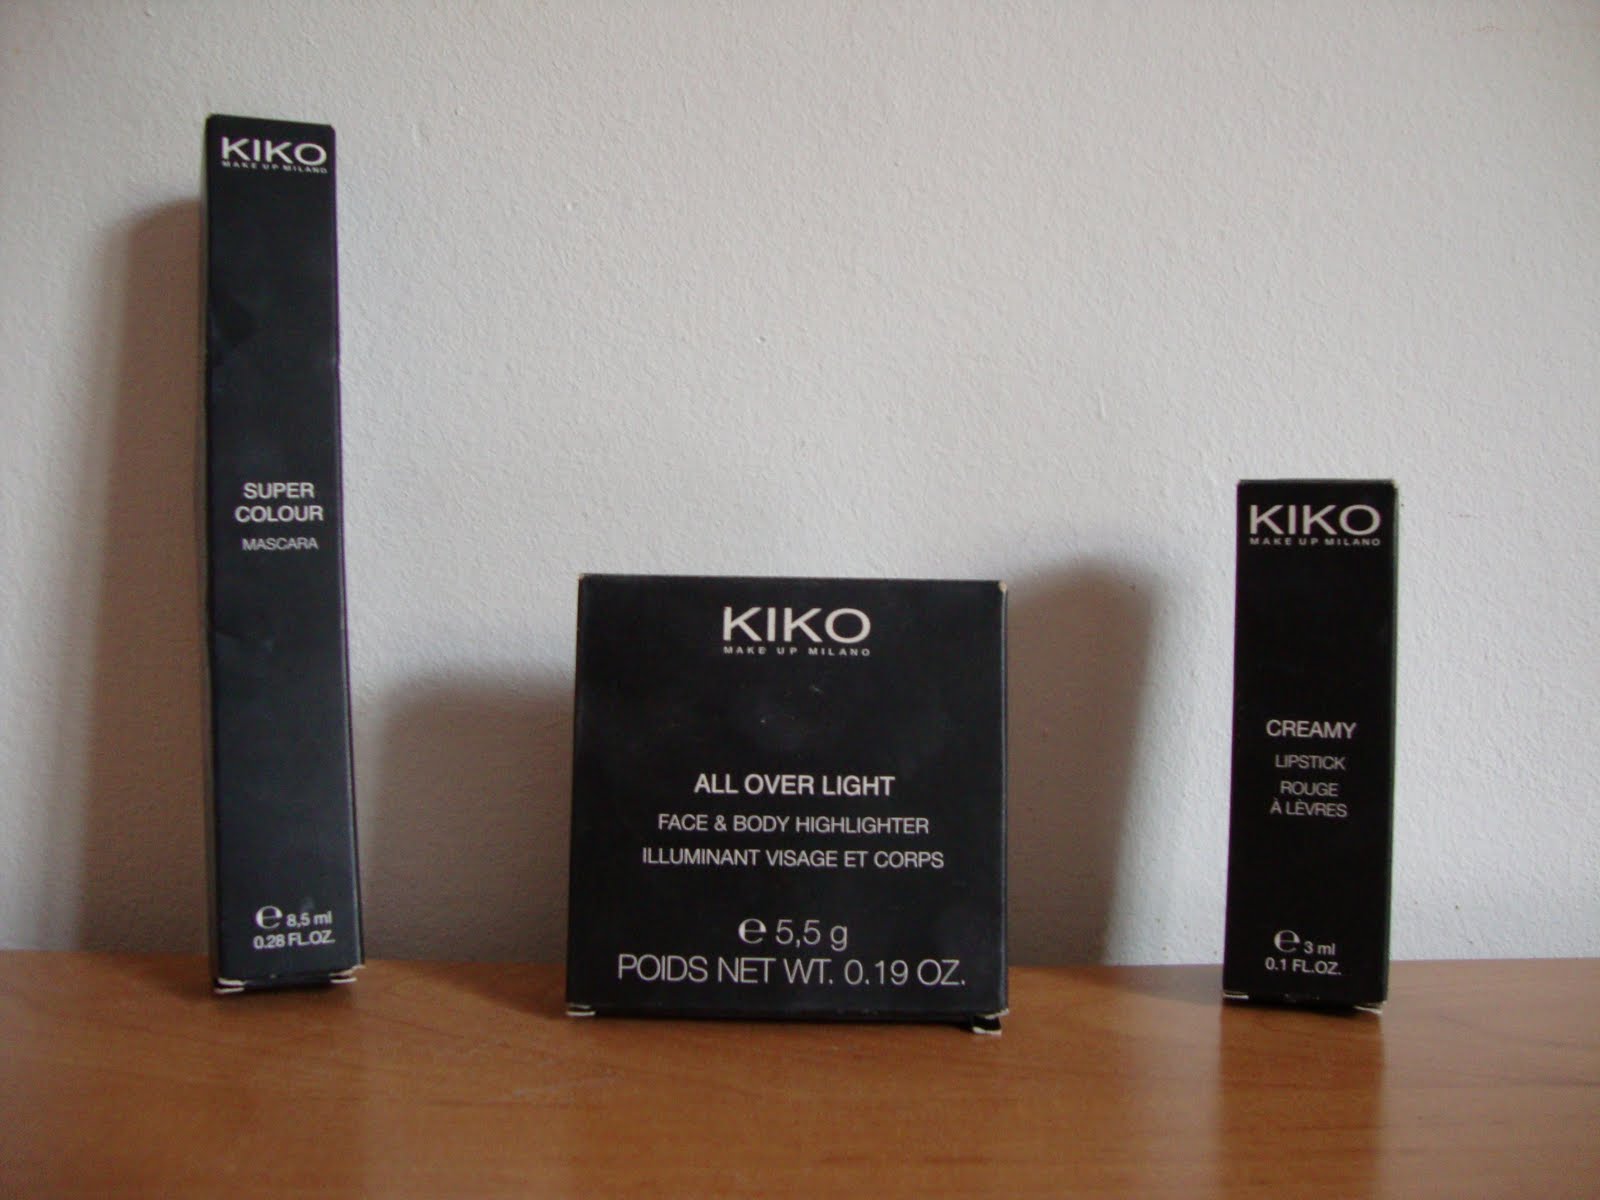 KIKO
MAKE UP MILANO
SUPER
COLOUR
MASCARA
℮ 8,5 ml
0.28 FL.OZ.
KIKO
MAKE UP MILANO
ALL OVER LIGHT
FACE & BODY HIGHLIGHTER
ILLUMINANT VISAGE ET CORPS
℮ 5,5 g
POIDS NET WT. 0.19 OZ.
KIKO
MAKE UP MILANO
CREAMY
LIPSTICK
ROUGE
À LÈVRES
℮ 3 ml
0.1 FL.OZ.